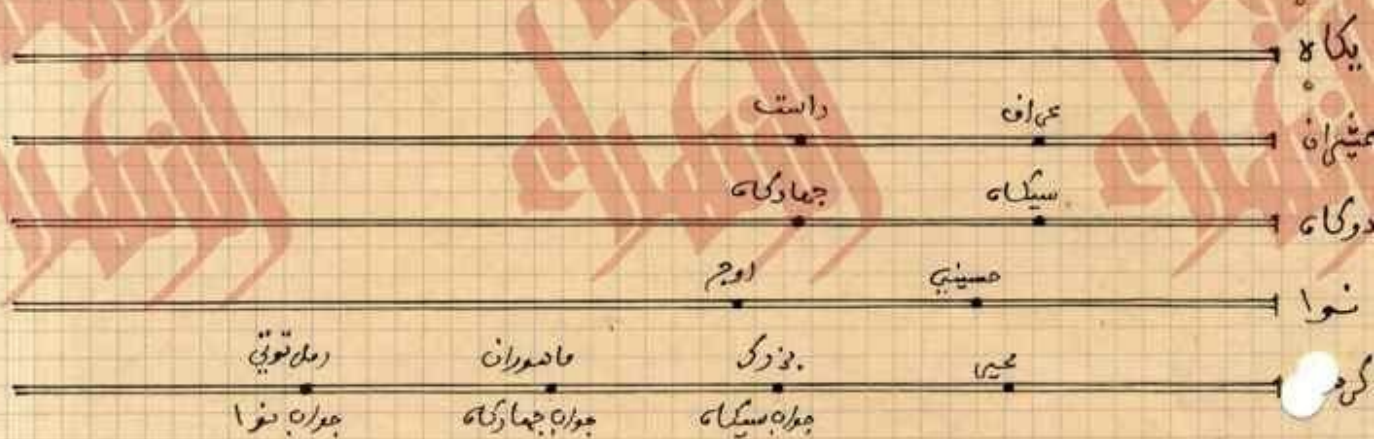 يكاه
عراق راست
عشيران
سيكاه جهاركاه
دوكاه
حسيني اوج
نوا
محير بزرك ماهوران رمل توتي
جواب سيكاه جواب جهاركاه جواب نوا